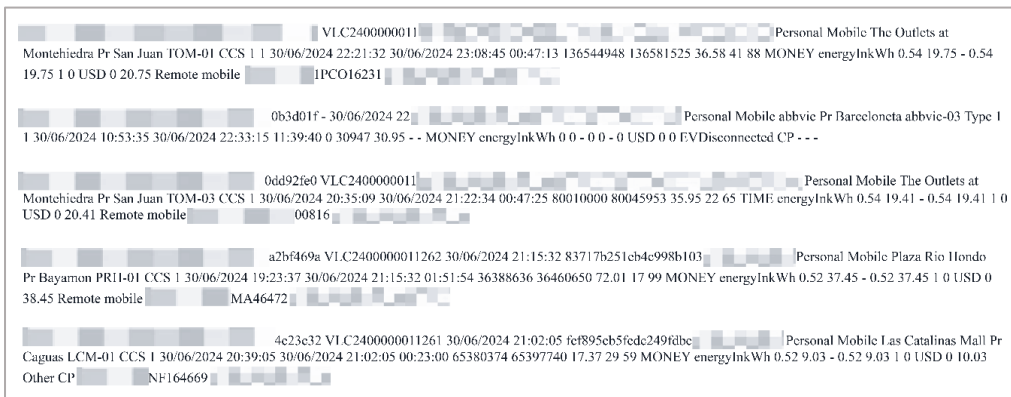 VLC2400000011 Personal Mobile The Outlets at
Montehiedra Pr San Juan TOM-01 CCS 1 1 30/06/2024 22:21:32 30/06/2024 23:08:45 00:47:13 136544948 136581525 36.58 41 88 MONEY energyInkWh 0.54 19.75 - 0.54
19.75 1 0 USD 0 20.75 Remote mobile 1PCO16231
0b3d01f - 30/06/2024 22 Personal Mobile abbvie Pr Barceloneta abbvie-03 Type 1
1 30/06/2024 10:53:35 30/06/2024 22:33:15 11:39:40 0 30947 30.95 - - MONEY energyInkWh 0 0 - 0 0 - 0 USD 0 0 EVDisconnected CP - - -
0dd92fe0 VLC2400000011 Personal Mobile The Outlets at
Montehiedra Pr San Juan TOM-03 CCS 1 30/06/2024 20:35:09 30/06/2024 21:22:34 00:47:25 80010000 80045953 35.95 22 65 TIME energyInkWh 0.54 19.41 - 0.54 19.41 1 0
USD 0 20.41 Remote mobile 00816
a2bf469a VLC24000000011262 30/06/2024 21:15:32 83717b251eb4c998b103 Personal Mobile Plaza Rio Hondo
Pr Bayamon PRH-01 CCS 1 30/06/2024 19:23:37 30/06/2024 21:15:32 01:51:54 36388636 36460650 72.01 17 99 MONEY energyInkWh 0.52 37.45 - 0.52 37.45 1 0 USD 0
38.45 Remote mobile MA46472
4c23c32 VLC24000000011261 30/06/2024 21:02:05 fcf895cb5fcdc249fdbc Personal Mobile Las Catalinas Mall Pr
Caguas LCM-01 CCS 1 30/06/2024 20:39:05 30/06/2024 21:02:05 00:23:00 65380374 65397740 17.37 29 59 MONEY energyInkWh 0.52 9.03 - 0.52 9.03 1 0 USD 0 10.03
Other CP NF164669